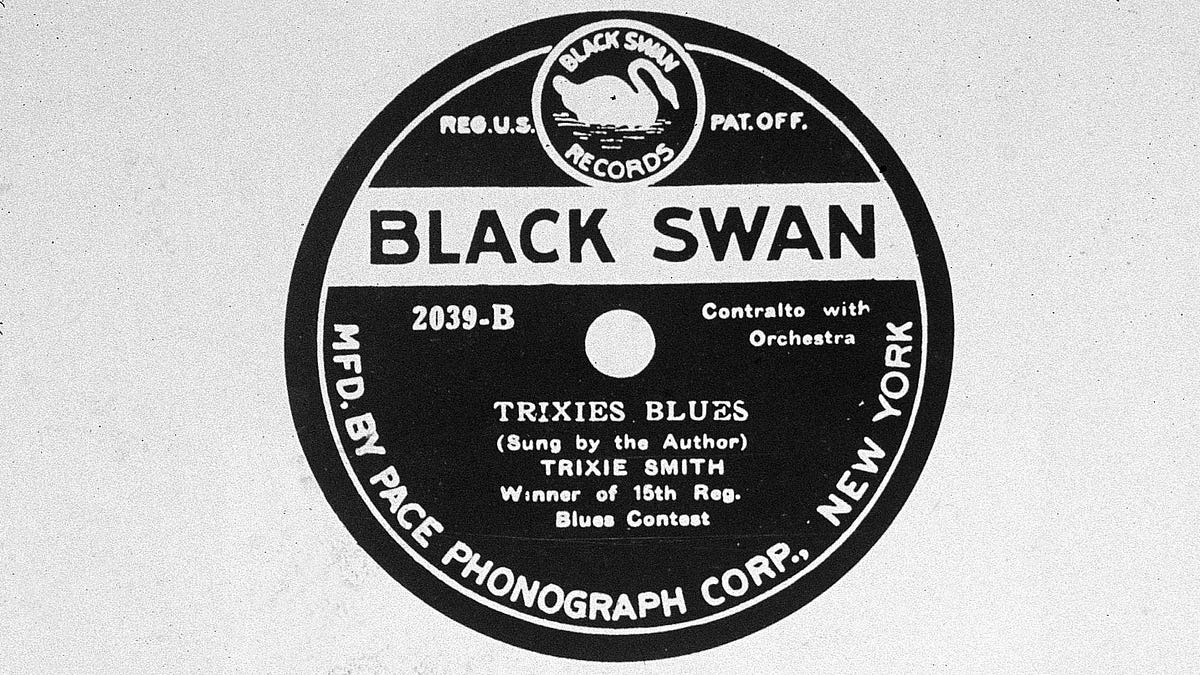 BLACK SWAN
RECORDS
REG.U.S. PAT.OFF.
BLACK SWAN
2039-B
Contralto with
Orchestra
TRIXIES BLUES
(Sung by the Author)
TRIXIE SMITH
Winner of 15th Reg.
Blues Contest
MFD. BY PACE PHONOGRAPH CORP., NEW YORK